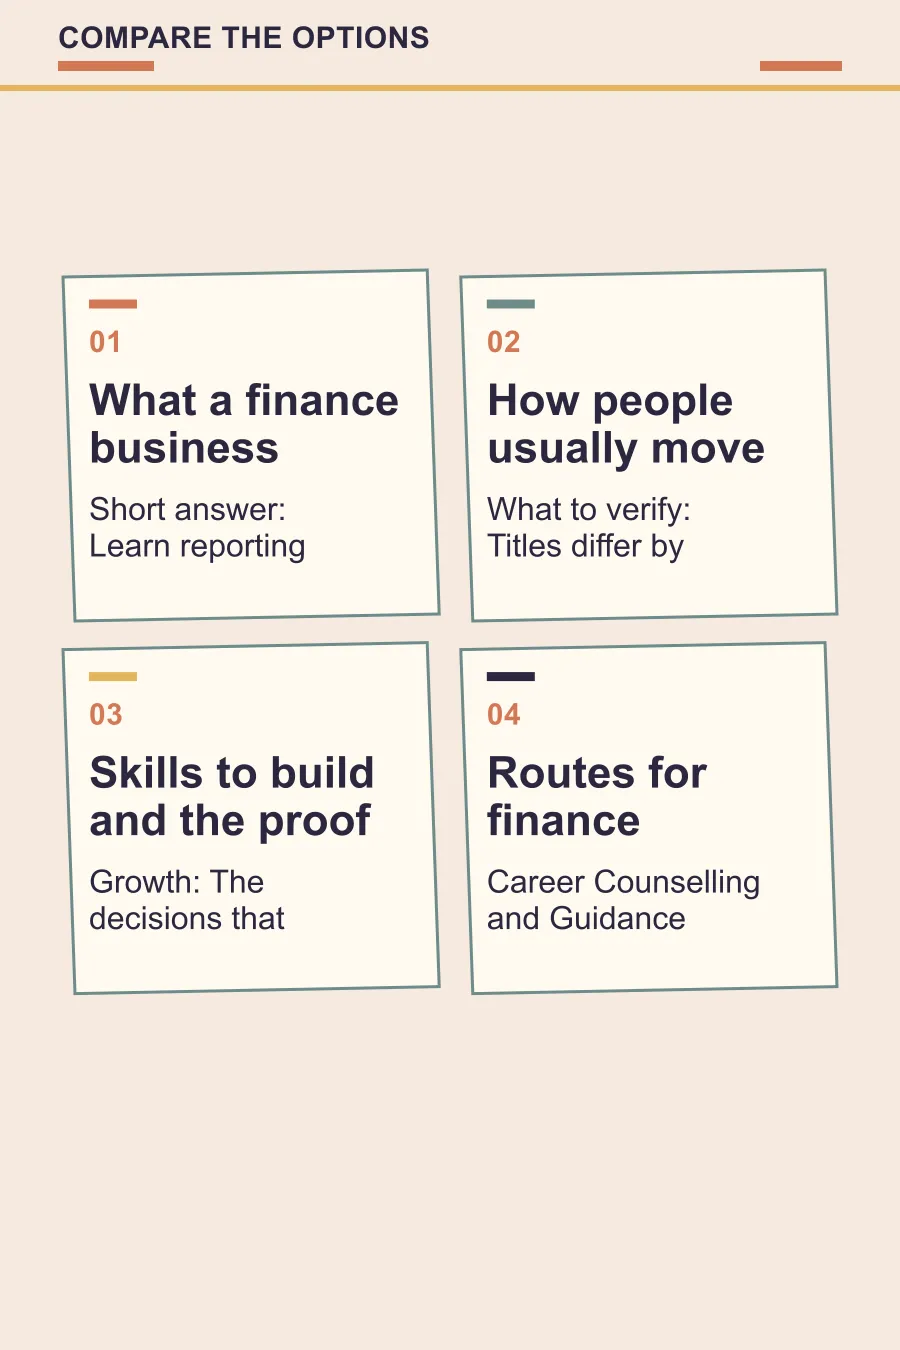 COMPARE THE OPTIONS
01
What a finance
business
Short answer:
Learn reporting
02
How people
usually move
What to verify:
Titles differ by
03
Skills to build
and the proof
Growth: The
decisions that
04
Routes for
finance
Career Counselling
and Guidance